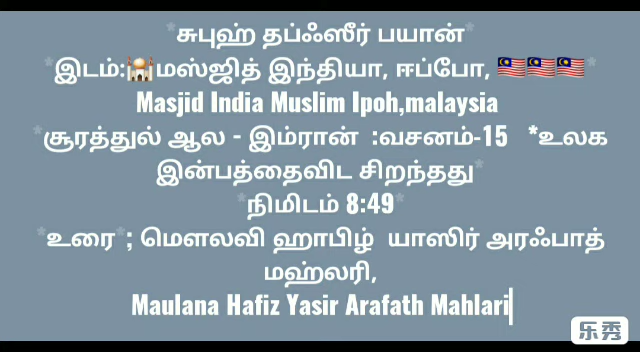 *சுபுஹ் தப்ஃஸீர் பயான்*
*இடம்:🕌மஸ்ஜித் இந்தியா, ஈப்போ, 🇲🇾🇲🇾🇲🇾*
Masjid India Muslim Ipoh,malaysia
*சூரத்துல் ஆல - இம்ரான் :வசனம்-15 *உலக
இன்பத்தைவிட சிறந்தது*
*நிமிடம் 8:49*
*உரை*; மௌலவி ஹாபிழ் யாஸிர் அரஃபாத்
மஹ்லரி,
Maulana Hafiz Yasir Arafath Mahlari
乐秀